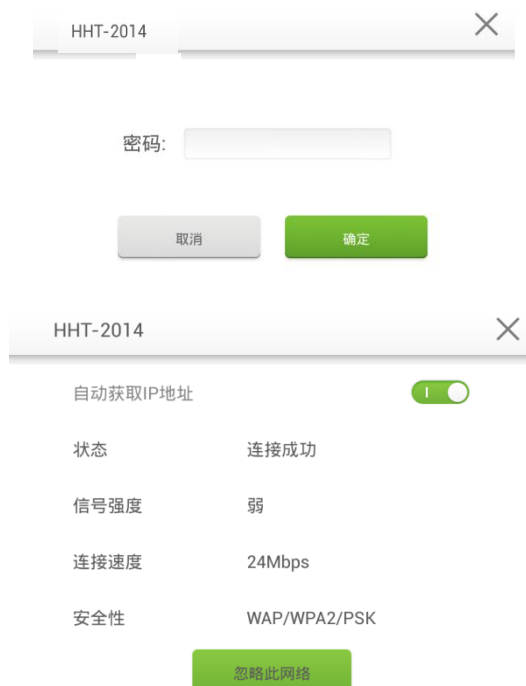 HHT-2014
密码:
取消 确定
HHT-2014
自动获取IP地址
状态 连接成功
信号强度 弱
连接速度 24Mbps
安全性 WAP/WPA2/PSK
忽略此网络